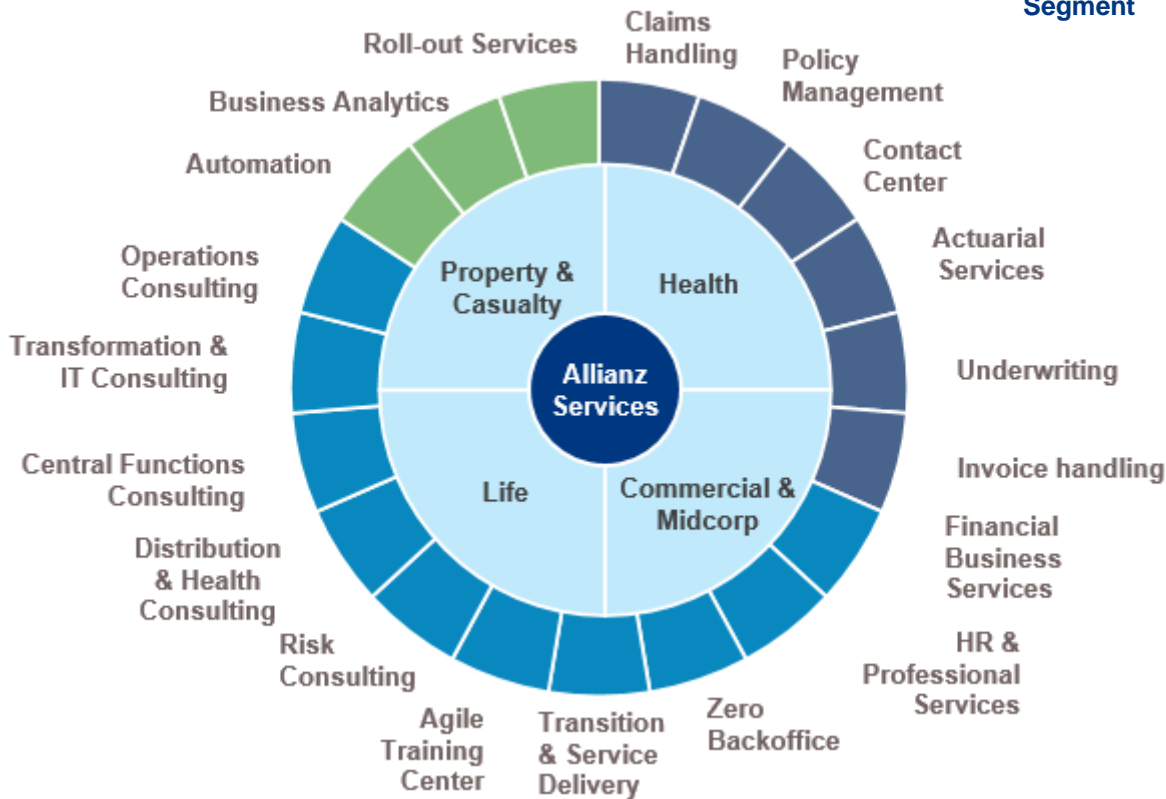 Segment
Claims
Handling
Policy
Management
Contact
Center
Actuarial
Services
Underwriting
Invoice handling
Financial
Business
Services
HR &
Professional
Services
Zero
Backoffice
Transition
& Service
Delivery
Agile
Training
Center
Risk
Consulting
Distribution
& Health
Consulting
Central Functions
Consulting
Transformation &
IT Consulting
Operations
Consulting
Automation
Business Analytics
Roll-out Services
Property &
Casualty
Health
Allianz
Services
Life
Commercial &
Midcorp